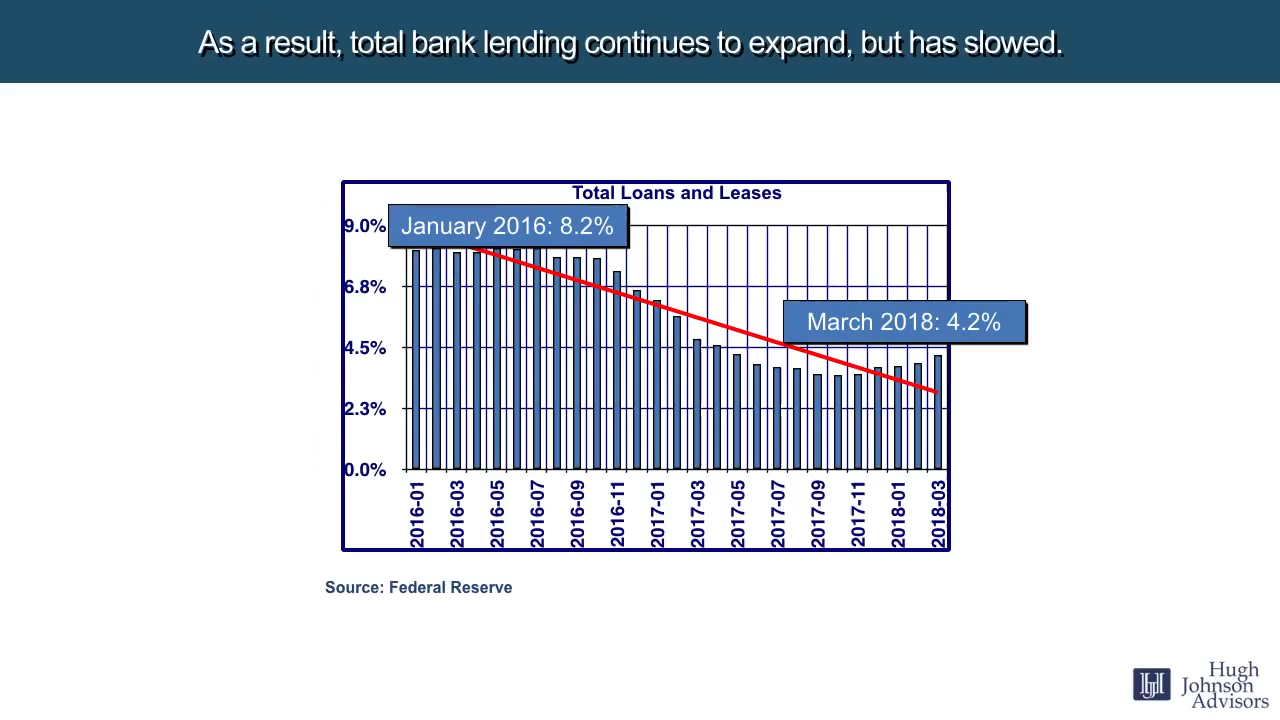 As a result, total bank lending continues to expand, but has slowed.
Total Loans and Leases
January 2016: 8.2%
March 2018: 4.2%
9.0%
6.8%
4.5%
2.3%
0.0%
2016-01
2016-03
2016-05
2016-07
2016-09
2016-11
2017-01
2017-03
2017-05
2017-07
2017-09
2017-11
2018-01
2018-03
Source: Federal Reserve
HJ
Hugh
Johnson
Advisors